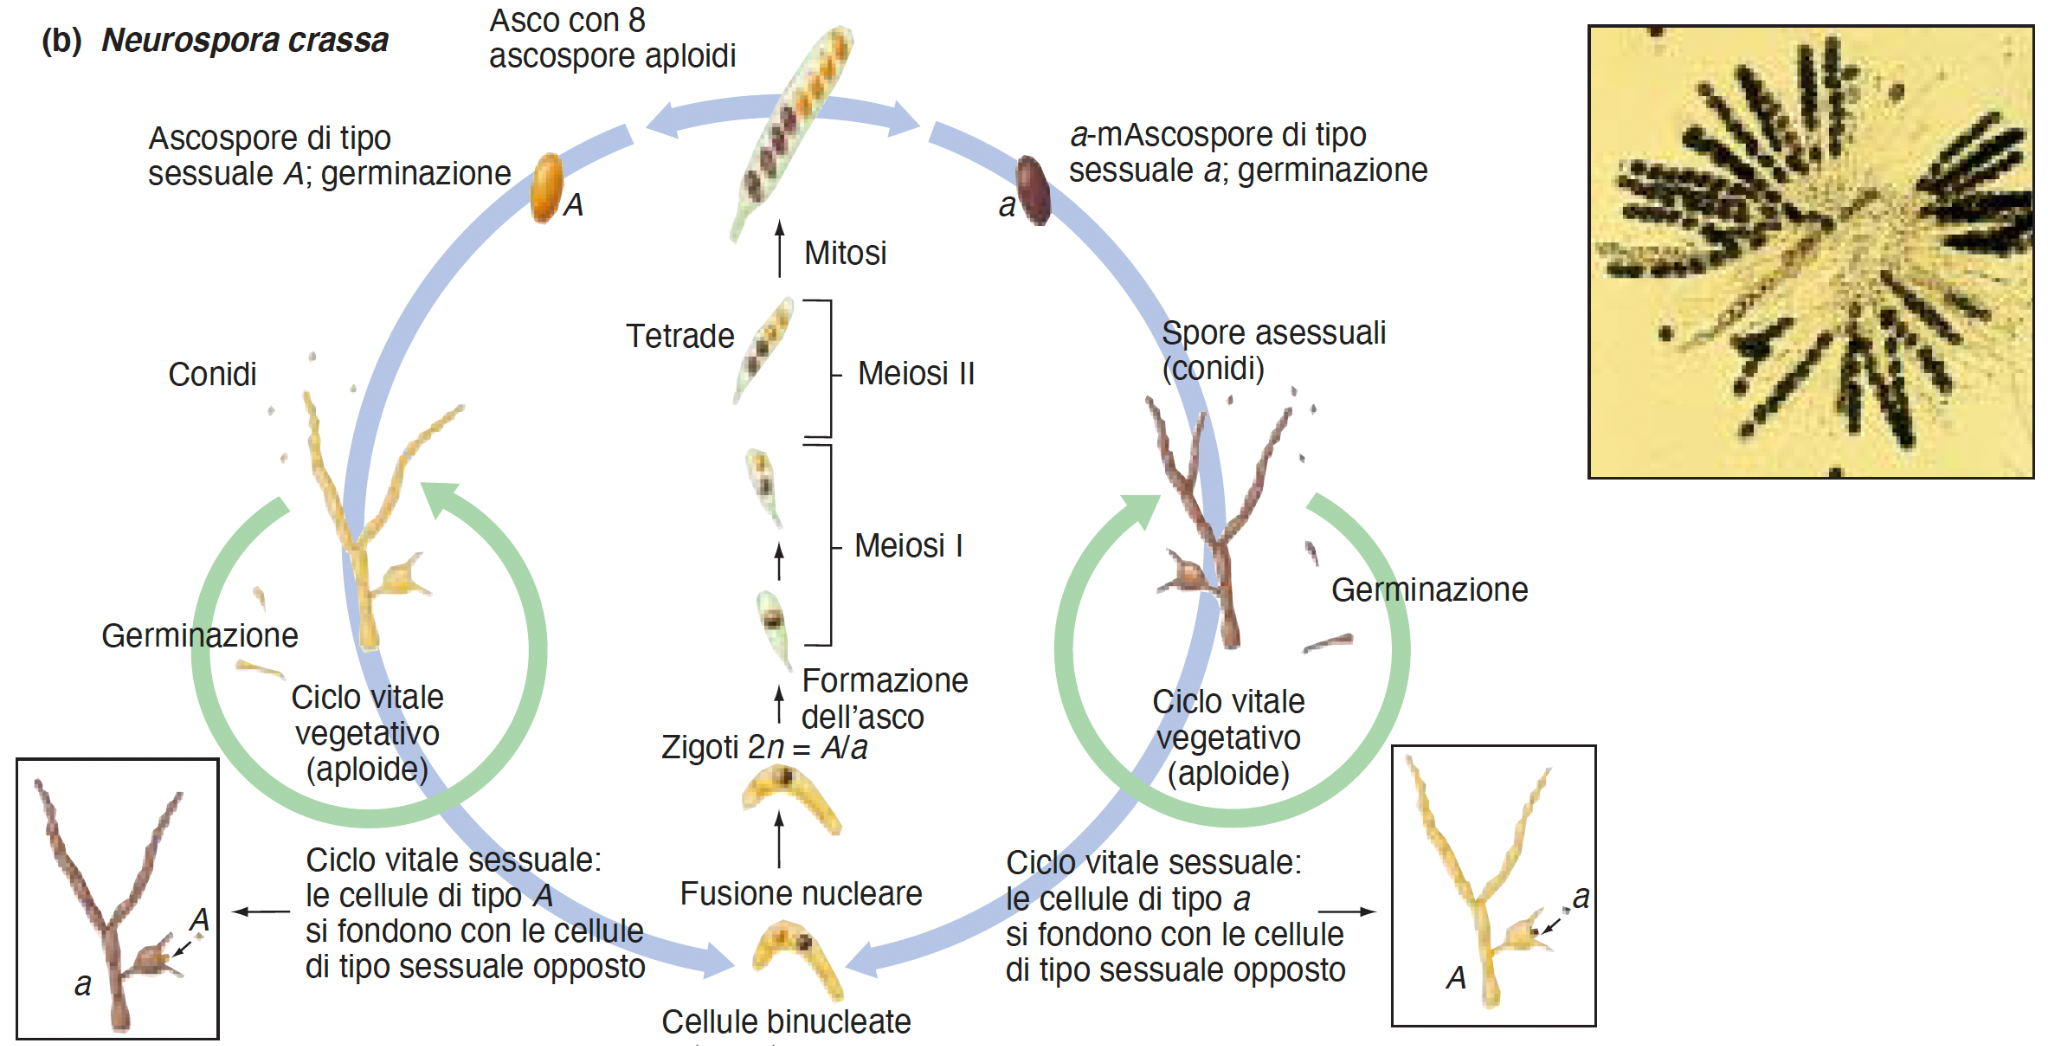 (b) Neurospora crassa
Asco con 8
ascospore aploidi
Ascospore di tipo
sessuale A; germinazione
A
a-mAscospore di tipo
sessuale a; germinazione
a
Mitosi
Tetrade
Meiosi II
Meiosi I
Conidi
Spore asessuali
(conidi)
Germinazione
Germinazione
Ciclo vitale
vegetativo
(aploide)
Ciclo vitale
vegetativo
(aploide)
Formazione
dell'asco
Zigoti 2n = A/a
Fusione nucleare
Ciclo vitale sessuale:
le cellule di tipo A
si fondono con le cellule
di tipo sessuale opposto
A
a
Ciclo vitale sessuale:
le cellule di tipo a
si fondono con le cellule
di tipo sessuale opposto
a
A
Cellule binucleate